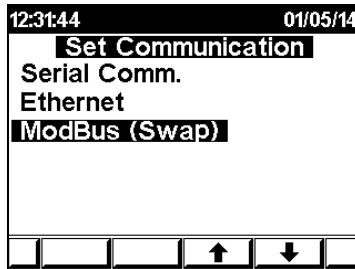 12:31:44 01/05/14
Set Communication
Serial Comm.
Ethernet
ModBus (Swap)